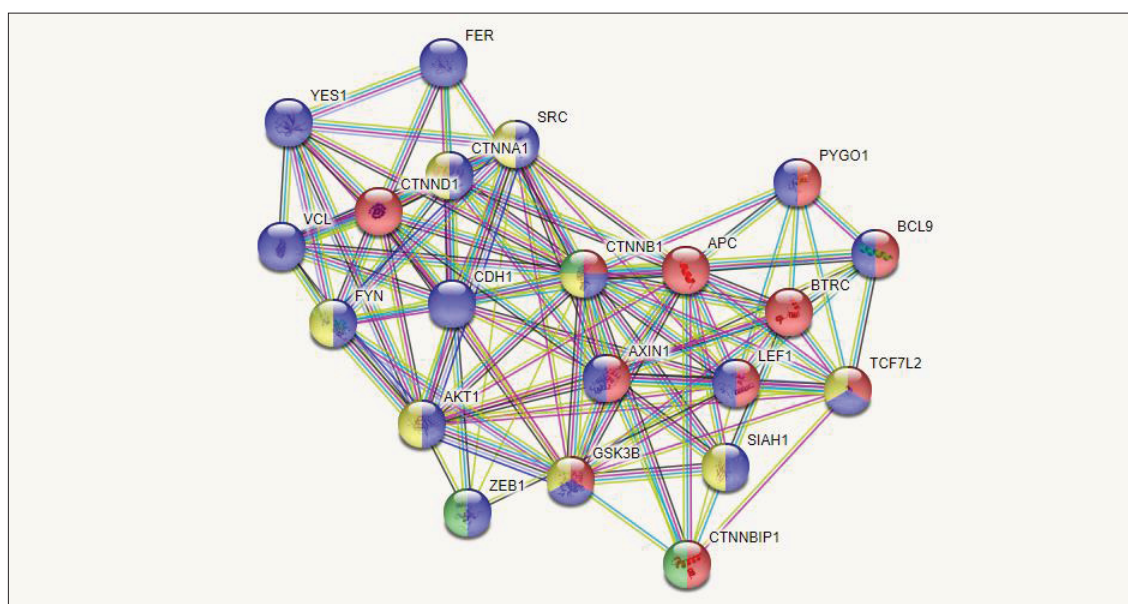 FER
YES1
SRC
CTNNA1
PYGO1
CTNND1
VCL
BCL9
CTNNB1
APC
CDH1
BTRC
FYN
AXIN1
LEF1
TCF7L2
AKT1
SIAH1
GSK3B
ZEB1
CTNNBIP1